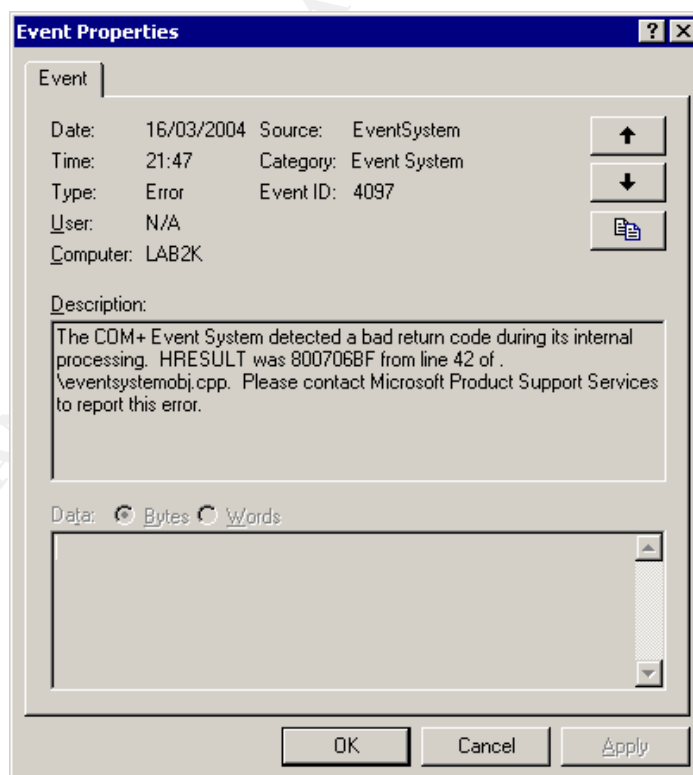 Event Properties
Event
Date: 16/03/2004 Source: EventSystem
Time: 21:47 Category: Event System
Type: Error Event ID: 4097
User: N/A
Computer: LAB2K
Description:
The COM+ Event System detected a bad return code during its internal
processing. HRESULT was 800706BF from line 42 of .
\eventsystemobj.cpp. Please contact Microsoft Product Support Services
to report this error.
Data: Bytes Words
OK Cancel Apply